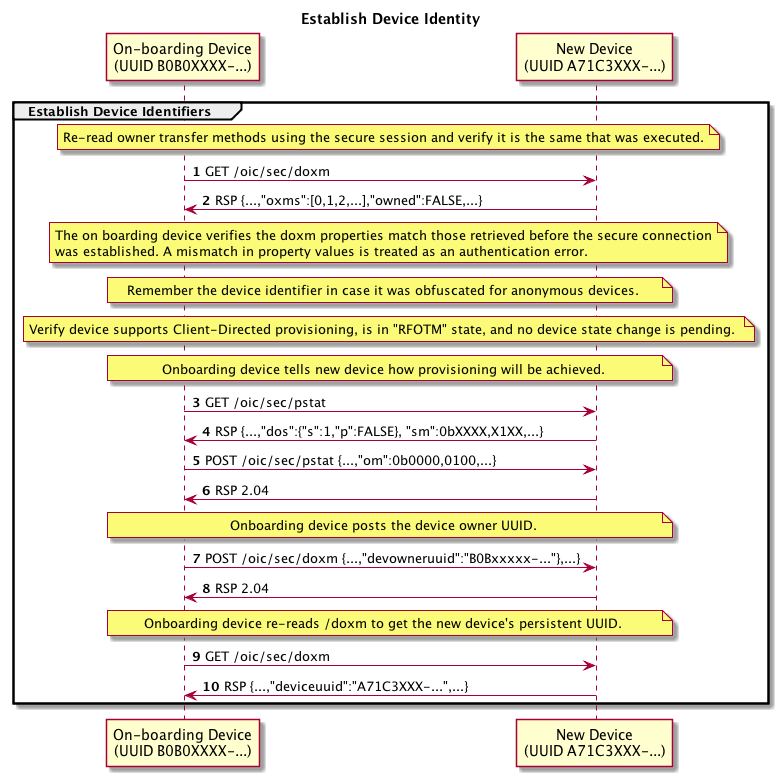 Establish Device Identity
On-boarding Device
(UUID B0B0XXXX-...)
New Device
(UUID A71C3XXX-...)
Establish Device Identifiers
Re-read owner transfer methods using the secure session and verify it is the same that was executed.
1 GET /oic/sec/doxm
2 RSP {...,"oxms":[0,1,2,...],"owned":FALSE,...}
The on boarding device verifies the doxm properties match those retrieved before the secure connection
was established. A mismatch in property values is treated as an authentication error.
Remember the device identifier in case it was obfuscated for anonymous devices.
Verify device supports Client-Directed provisioning, is in "RFOTM" state, and no device state change is pending.
Onboarding device tells new device how provisioning will be achieved.
3 GET /oic/sec/pstat
4 RSP {...,"dos":{"s":1,"p":FALSE}, "sm":0bXXXX,X1XX,...}
5 POST /oic/sec/pstat {...,"om":0b0000,0100,...}
6 RSP 2.04
Onboarding device posts the device owner UUID.
7 POST /oic/sec/doxm {...,"devowneruuid":"B0Bxxxxx-..."},...}
8 RSP 2.04
Onboarding device re-reads /doxm to get the new device's persistent UUID.
9 GET /oic/sec/doxm
10 RSP {...,"deviceuuid":"A71C3XXX-...",...}
On-boarding Device
(UUID B0B0XXXX-...)
New Device
(UUID A71C3XXX-...)